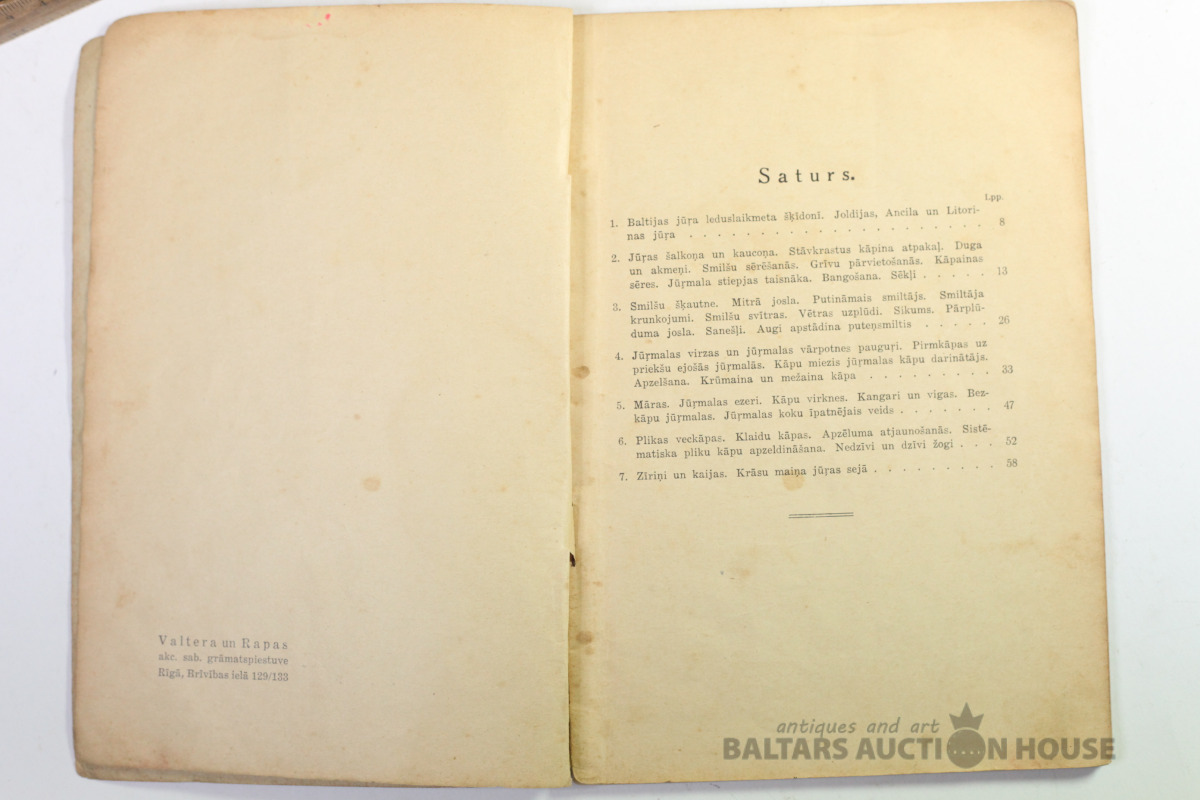 Valtera un Rapas
akc. sab. grāmatspiestuve
Rīgā, Brīvības ielā 129/133
Saturs.
Lpp.
1. Baltijas jūŗa leduslaikmeta šķīdonī. Joldijas, Ancila un Litori-
nas jūŗa . . . . . . . . . . . . . . . . . . . . . 8
2. Jūŗas šalkoņa un kaucoņa. Stāvkrastus kāpina atpakaļ. Duga
un akmeņi. Smilšu sērēšanās. Grīvu pārvietošanās. Kāpainas
sēres. Jūŗmala stiepjas taisnāka. Bangošana. Sēkļi . . . . . 13
3. Smilšu šķautne. Mitrā josla. Putināmais smiltājs. Smiltāja
krunkojumi. Smilšu svītras. Vētras uzplūdi. Sikums. Pārplū-
duma josla. Sanešļi. Augi apstādina puteņsmiltis . . . . . 26
4. Jūŗmalas virzas un jūŗmalas vārpotnes pauguŗi. Pirmkāpas uz
priekšu ejošās jūŗmalās. Kāpu miezis jūŗmalas kāpu darinātājs.
Apzelšana. Krūmaina un mežaina kāpa . . . . . . . . . 33
5. Māras. Jūŗmalas ezeri. Kāpu virknes. Kangari un vigas. Bez-
kāpu jūŗmalas. Jūŗmalas koku īpatnējais veids . . . . . . . 47
6. Plikas veckāpas. Klaidu kāpas. Apzēluma atjaunošanās. Sistē-
matiska pliku kāpu apzeldināšana. Nedzīvi un dzīvi žogi . . . 52
7. Zīriņi un kaijas. Krāsu maiņa jūŗas sejā . . . . . . . . . 58
antiques and art
BALTARS AUCTION HOUSE